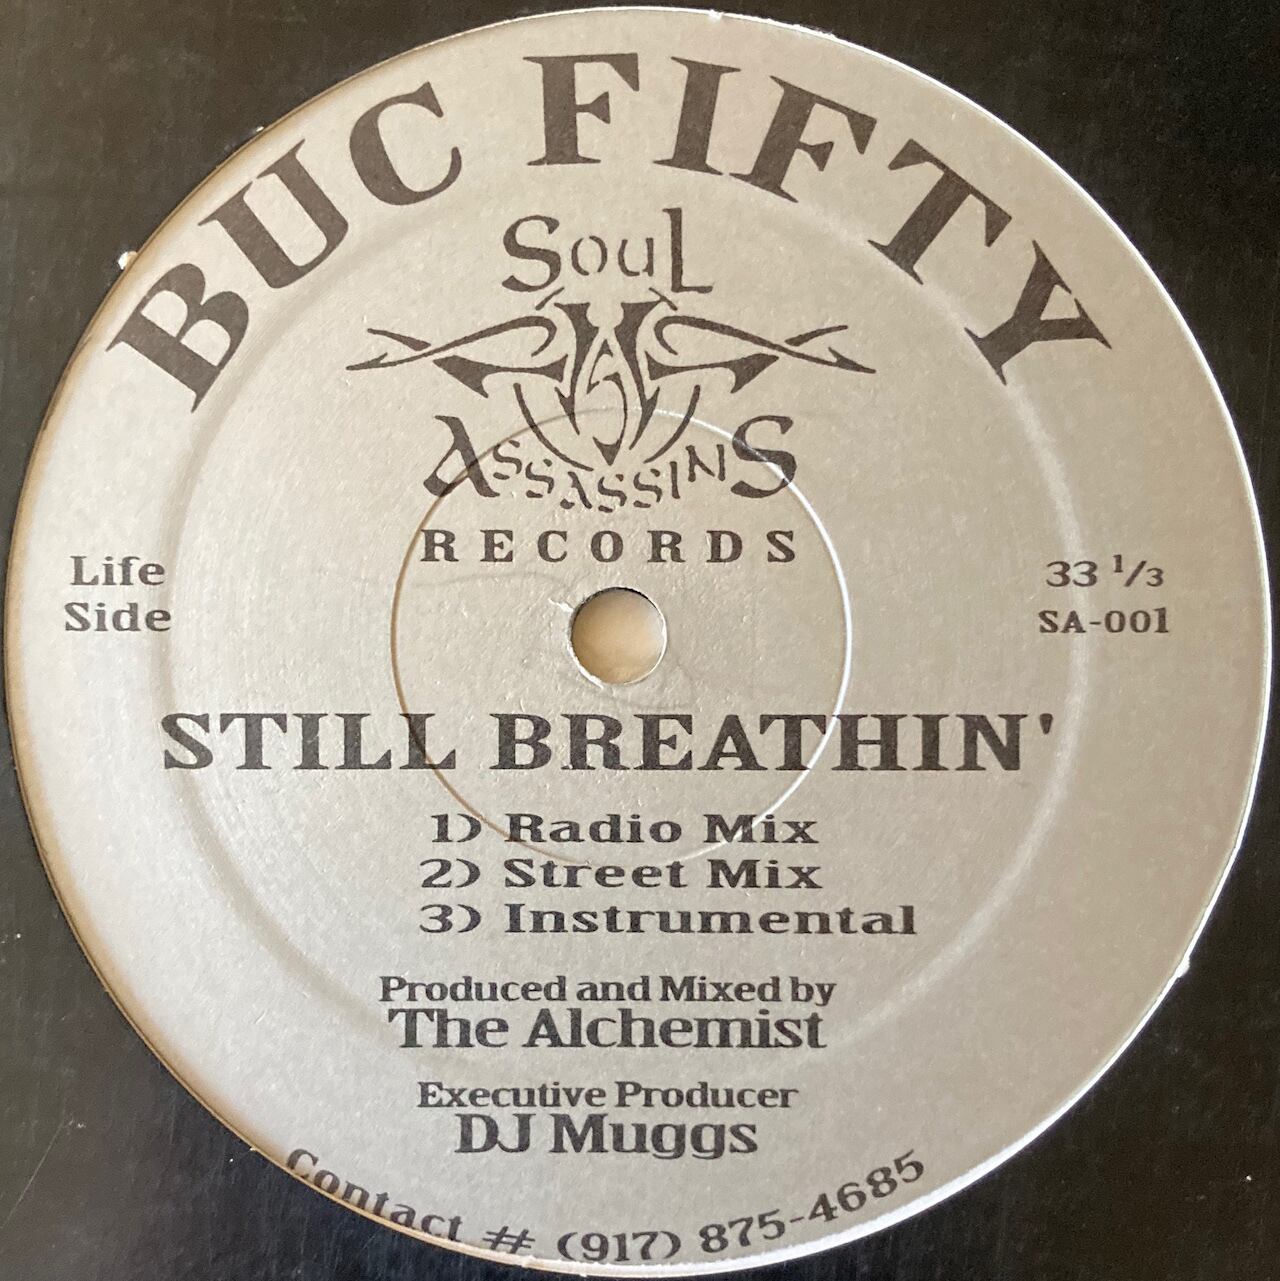 BUC FIFTY
SOUL
ASSASSINS
RECORDS
Life
Side
33 1/3
SA-001
STILL BREATHIN'
1) Radio Mix
2) Street Mix
3) Instrumental
Produced and Mixed by
The Alchemist
Executive Producer
DJ Muggs
Contact # (917) 875-4685